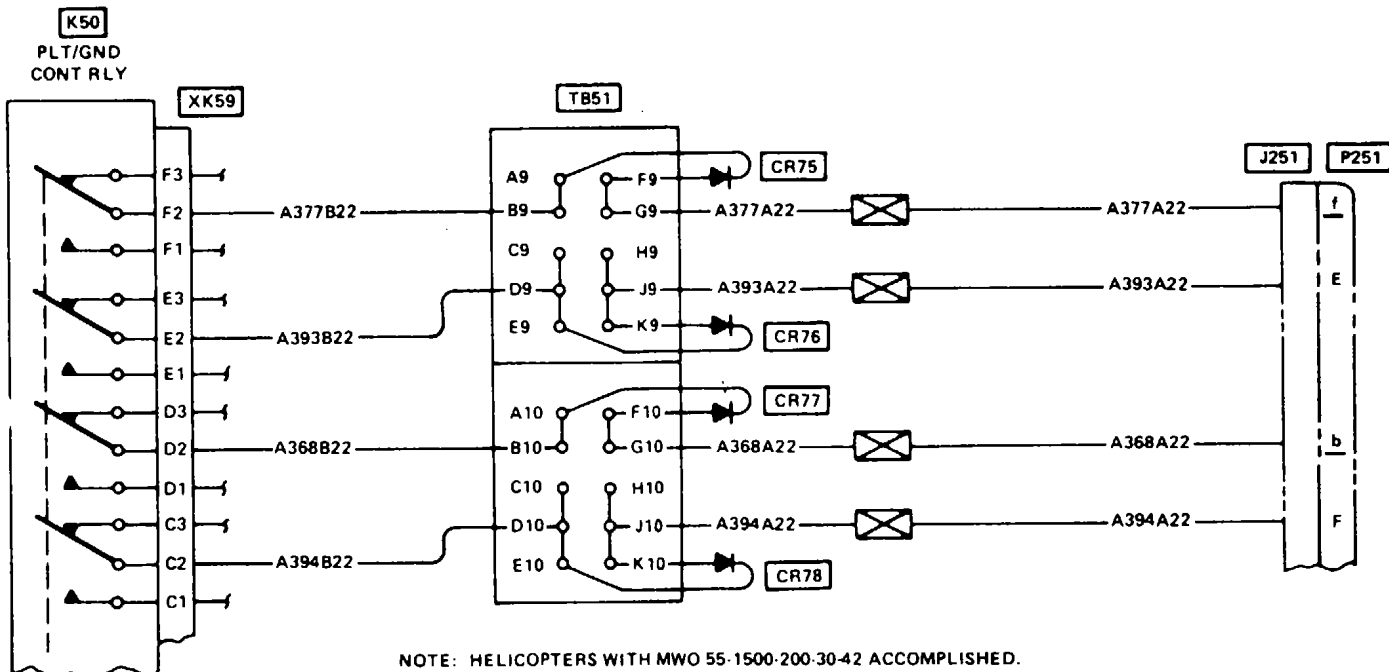 K50
PLT/GND
CONT RLY
XK59
TB51
J251 P251
F3
F2
F1
E3
E2
E1
D3
D2
D1
C3
C2
C1
A377B22
A393B22
A368B22
A394B22
A9 F9
B9 G9
C9 H9
D9 J9
E9 K9
A10 F10
B10 G10
C10 H10
D10 J10
E10 K10
CR75
CR76
CR77
CR78
A377A22 A377A22 f
A393A22 A393A22 E
A368A22 A368A22 b
A394A22 A394A22 F
NOTE: HELICOPTERS WITH MWO 55-1500-200-30-42 ACCOMPLISHED.